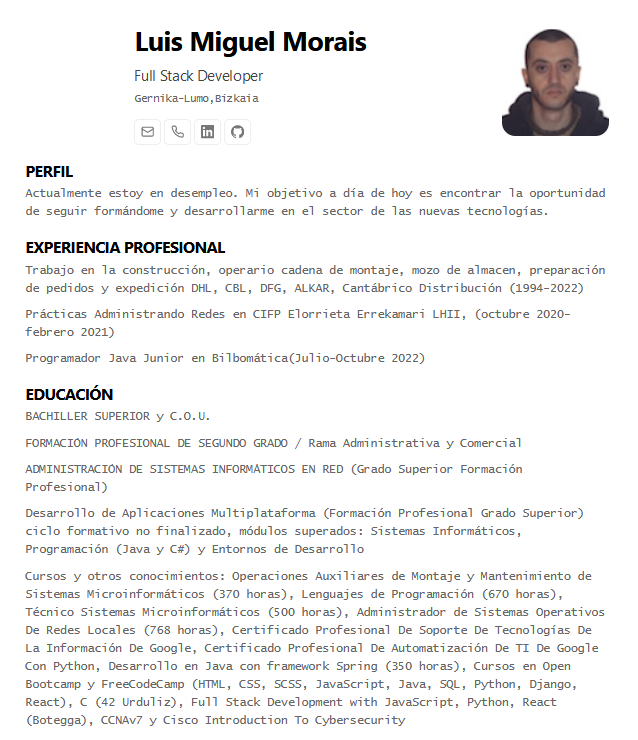 Luis Miguel Morais
Full Stack Developer
Gernika-Lumo,Bizkaia
PERFIL
Actualmente estoy en desempleo. Mi objetivo a día de hoy es encontrar la oportunidad
de seguir formándome y desarrollarme en el sector de las nuevas tecnologías.
EXPERIENCIA PROFESIONAL
Trabajo en la construcción, operario cadena de montaje, mozo de almacen, preparación
de pedidos y expedición DHL, CBL, DFG, ALKAR, Cantábrico Distribución (1994-2022)
Prácticas Administrando Redes en CIFP Elorrieta Errekamari LHII, (octubre 2020-
febrero 2021)
Programador Java Junior en Bilbomática(Julio-Octubre 2022)
EDUCACIÓN
BACHILLER SUPERIOR y C.O.U.
FORMACIÓN PROFESIONAL DE SEGUNDO GRADO / Rama Administrativa y Comercial
ADMINISTRACIÓN DE SISTEMAS INFORMÁTICOS EN RED (Grado Superior Formación
Profesional)
Desarrollo de Aplicaciones Multiplataforma (Formación Profesional Grado Superior)
ciclo formativo no finalizado, módulos superados: Sistemas Informáticos,
Programación (Java y C#) y Entornos de Desarrollo
Cursos y otros conocimientos: Operaciones Auxiliares de Montaje y Mantenimiento de
Sistemas Microinformáticos (370 horas), Lenguajes de Programación (670 horas),
Técnico Sistemas Microinformáticos (500 horas), Administrador de Sistemas Operativos
De Redes Locales (768 horas), Certificado Profesional De Soporte De Tecnologías De
La Información De Google, Certificado Profesional De Automatización De TI De Google
Con Python, Desarrollo en Java con framework Spring (350 horas), Cursos en Open
Bootcamp y FreeCodeCamp (HTML, CSS, SCSS, JavaScript, Java, SQL, Python, Django,
React), C (42 Urduliz), Full Stack Development with JavaScript, Python, React
(Botegga), CCNAv7 y Cisco Introduction To Cybersecurity